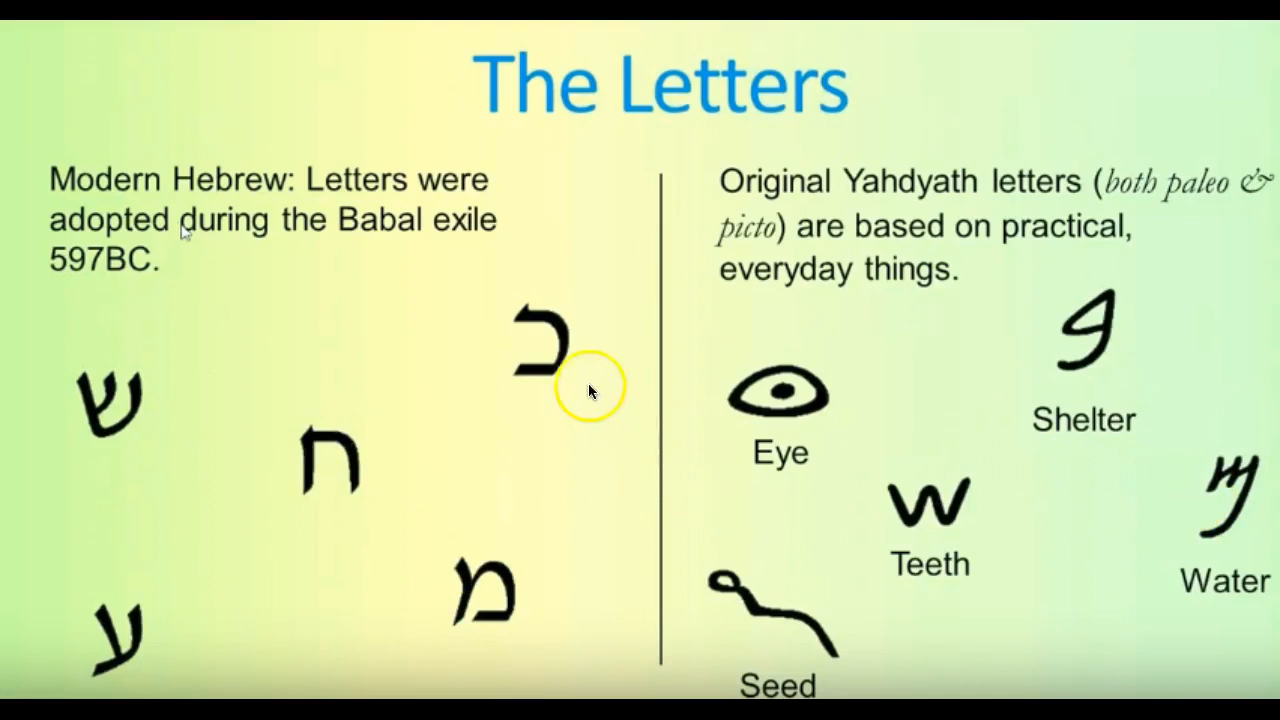 The Letters
Modern Hebrew: Letters were
adopted during the Babal exile
597BC.
כ
ש
ח
מ
ע
Original Yahdyath letters (both paleo &
picto) are based on practical,
everyday things.
Shelter
Eye
Teeth
Water
Seed